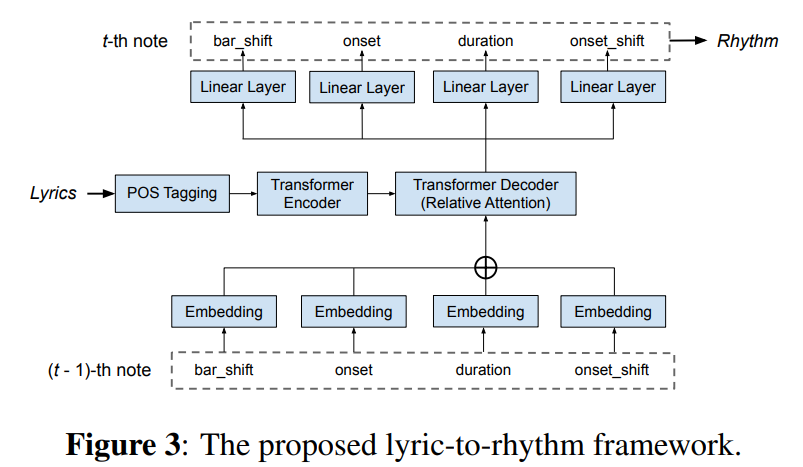 t-th note bar_shift onset duration onset_shift Rhythm
Linear Layer Linear Layer Linear Layer Linear Layer
Lyrics POS Tagging Transformer Encoder Transformer Decoder (Relative Attention)
Embedding Embedding Embedding Embedding
(t - 1)-th note bar_shift onset duration onset_shift
Figure 3: The proposed lyric-to-rhythm framework.